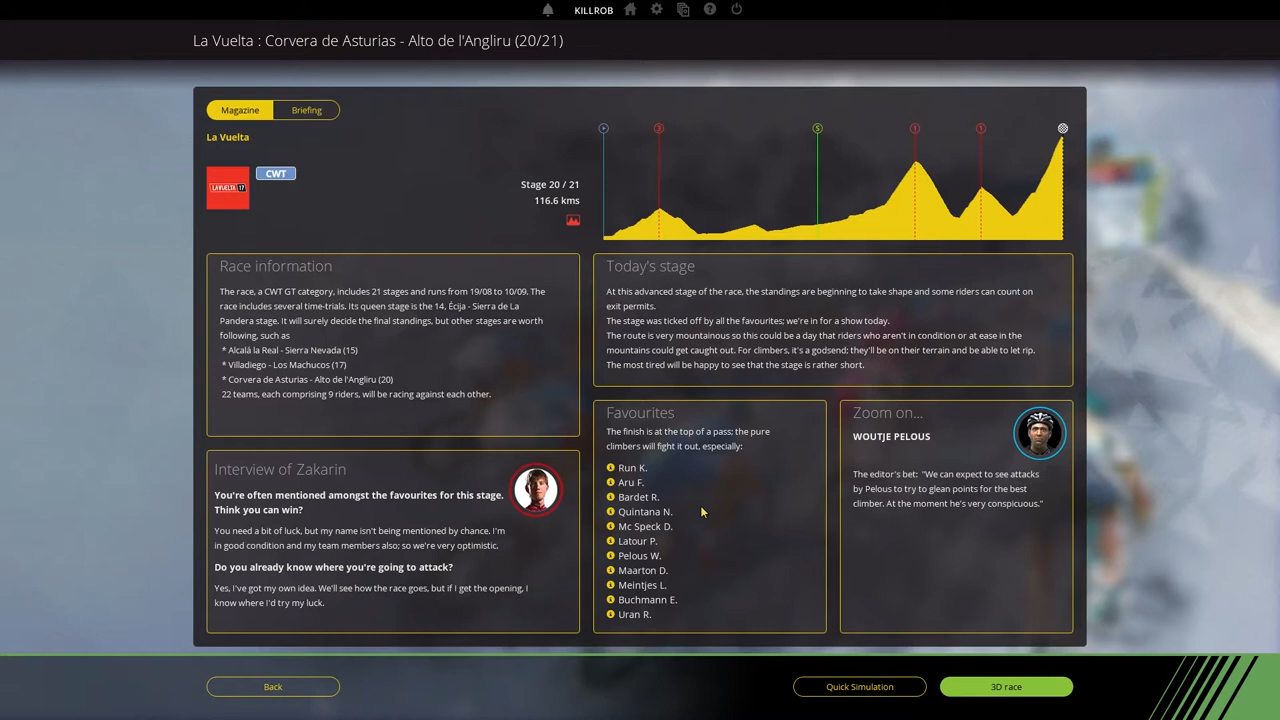 KILLROB
La Vuelta : Corvera de Asturias - Alto de l'Angliru (20/21)
Magazine
Briefing
La Vuelta
LA VUELTA 17
CWT
Stage 20 / 21
116.6 kms
3
S
1
1
Race information
The race, a CWT GT category, includes 21 stages and runs from 19/08 to 10/09. The
race includes several time-trials. Its queen stage is the 14, Écija - Sierra de La
Pandera stage. It will surely decide the final standings, but other stages are worth
following, such as
* Alcalá la Real - Sierra Nevada (15)
* Villadiego - Los Machucos (17)
* Corvera de Asturias - Alto de l'Angliru (20)
22 teams, each comprising 9 riders, will be racing against each other.
Today's stage
At this advanced stage of the race, the standings are beginning to take shape and some riders can count on
exit permits.
The stage was ticked off by all the favourites; we're in for a show today.
The route is very mountainous so this could be a day that riders who aren't in condition or at ease in the
mountains could get caught out. For climbers, it's a godsend; they'll be on their terrain and be able to let rip.
The most tired will be happy to see that the stage is rather short.
Interview of Zakarin
You're often mentioned amongst the favourites for this stage.
Think you can win?
You need a bit of luck, but my name isn't being mentioned by chance. I'm
in good condition and my team members also; so we're very optimistic.
Do you already know where you're going to attack?
Yes, I've got my own idea. We'll see how the race goes, but if I get the opening, I
know where I'd try my luck.
Favourites
The finish is at the top of a pass; the pure
climbers will fight it out, especially:
Run K.
Aru F.
Bardet R.
Quintana N.
Mc Speck D.
Latour P.
Pelous W.
Maarton D.
Meintjes L.
Buchmann E.
Uran R.
Zoom on...
WOUTJE PELOUS
The editor's bet: "We can expect to see attacks
by Pelous to try to glean points for the best
climber. At the moment he's very conspicuous."
Back
Quick Simulation
3D race